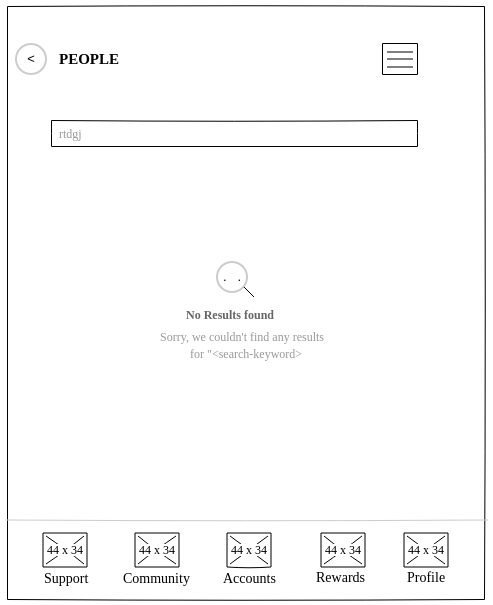 < PEOPLE
rtdgj
No Results found
Sorry, we couldn't find any results
for "<search-keyword>
44 x 34 44 x 34 44 x 34 44 x 34 44 x 34
Support Community Accounts Rewards Profile